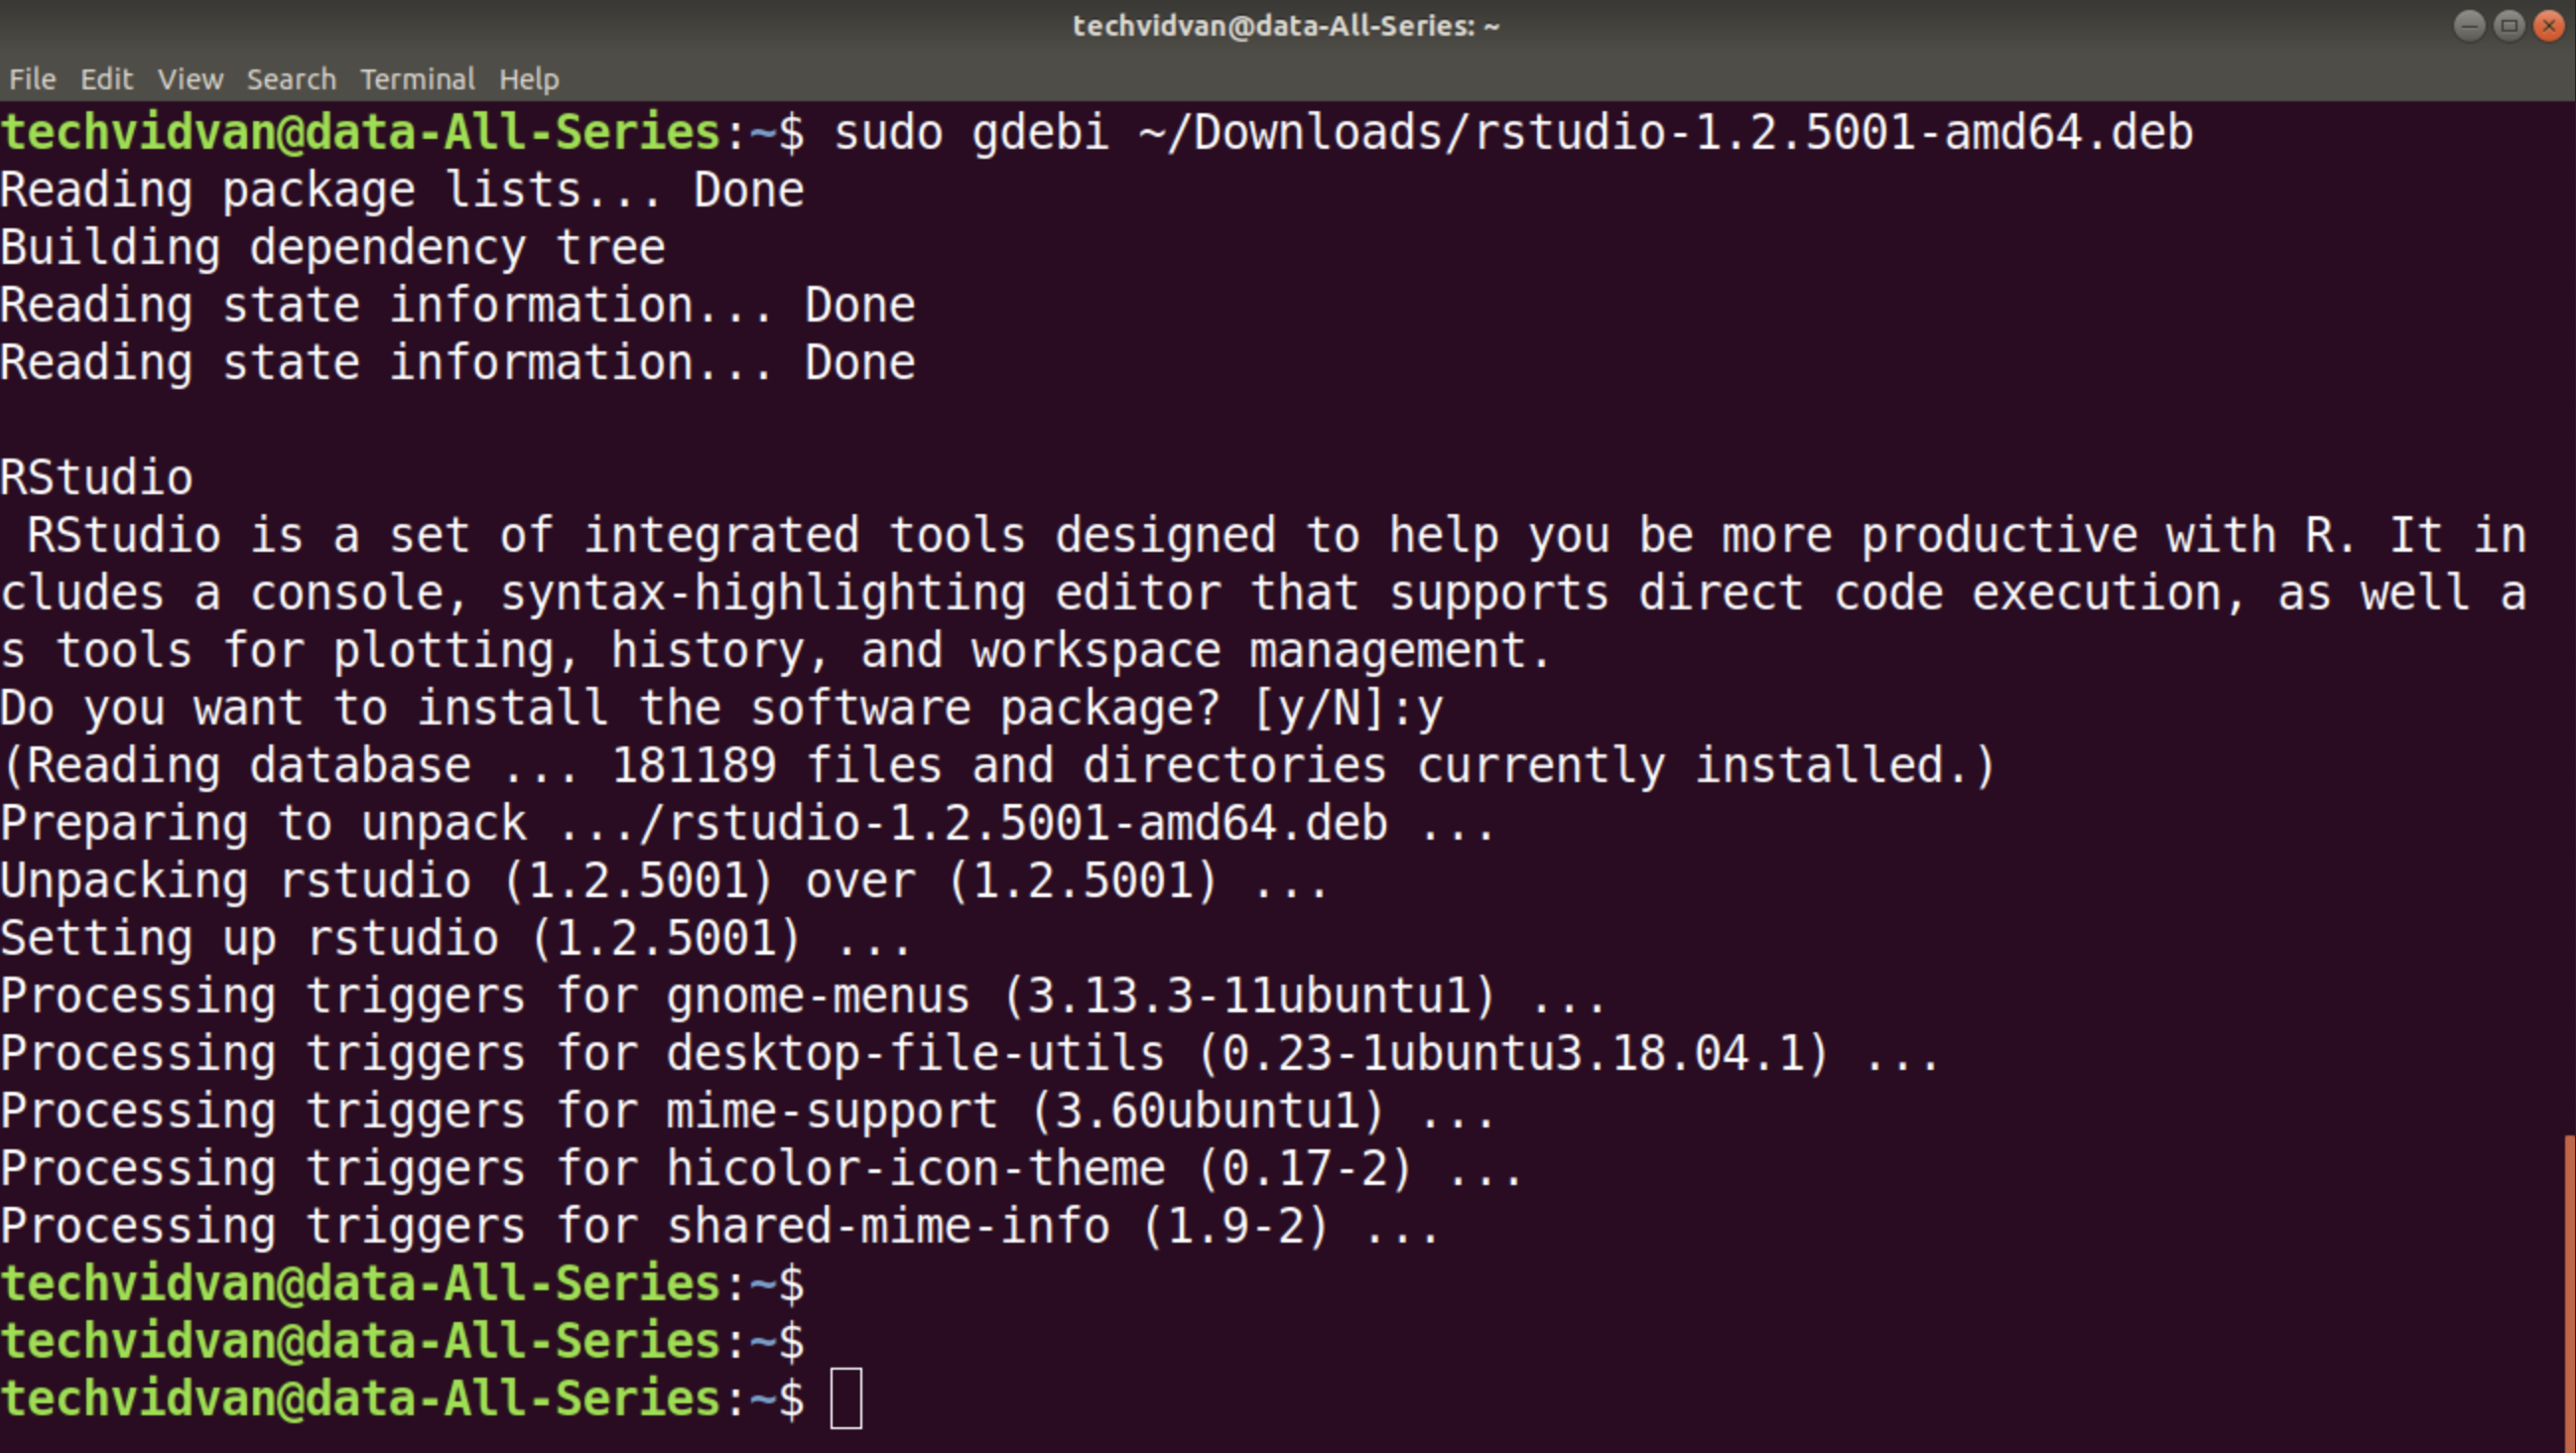 techvidvan@data-All-Series: ~
File Edit View Search Terminal Help
techvidvan@data-All-Series:~$ sudo gdebi ~/Downloads/rstudio-1.2.5001-amd64.deb
Reading package lists... Done
Building dependency tree
Reading state information... Done
Reading state information... Done
RStudio
 RStudio is a set of integrated tools designed to help you be more productive with R. It in
cludes a console, syntax-highlighting editor that supports direct code execution, as well a
s tools for plotting, history, and workspace management.
Do you want to install the software package? [y/N]:y
(Reading database ... 181189 files and directories currently installed.)
Preparing to unpack .../rstudio-1.2.5001-amd64.deb ...
Unpacking rstudio (1.2.5001) over (1.2.5001) ...
Setting up rstudio (1.2.5001) ...
Processing triggers for gnome-menus (3.13.3-11ubuntu1) ...
Processing triggers for desktop-file-utils (0.23-1ubuntu3.18.04.1) ...
Processing triggers for mime-support (3.60ubuntu1) ...
Processing triggers for hicolor-icon-theme (0.17-2) ...
Processing triggers for shared-mime-info (1.9-2) ...
techvidvan@data-All-Series:~$
techvidvan@data-All-Series:~$
techvidvan@data-All-Series:~$